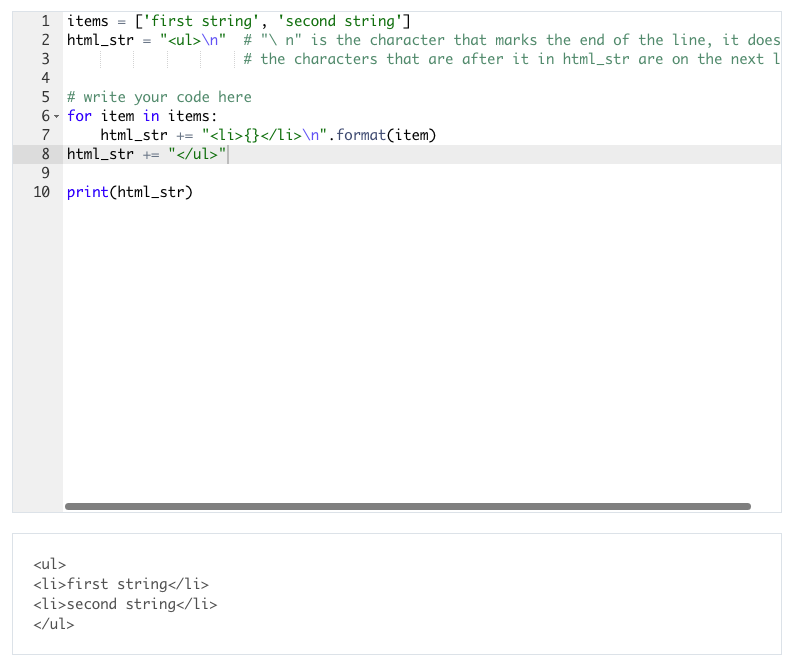 1 items = ['first string', 'second string']
2 html_str = "<ul>\n"  # "\ n" is the character that marks the end of the line, it does
3                      # the characters that are after it in html_str are on the next l
4
5 # write your code here
6 for item in items:
7     html_str += "<li>{}</li>\n".format(item)
8 html_str += "</ul>"
9
10 print(html_str)
<ul>
<li>first string</li>
<li>second string</li>
</ul>